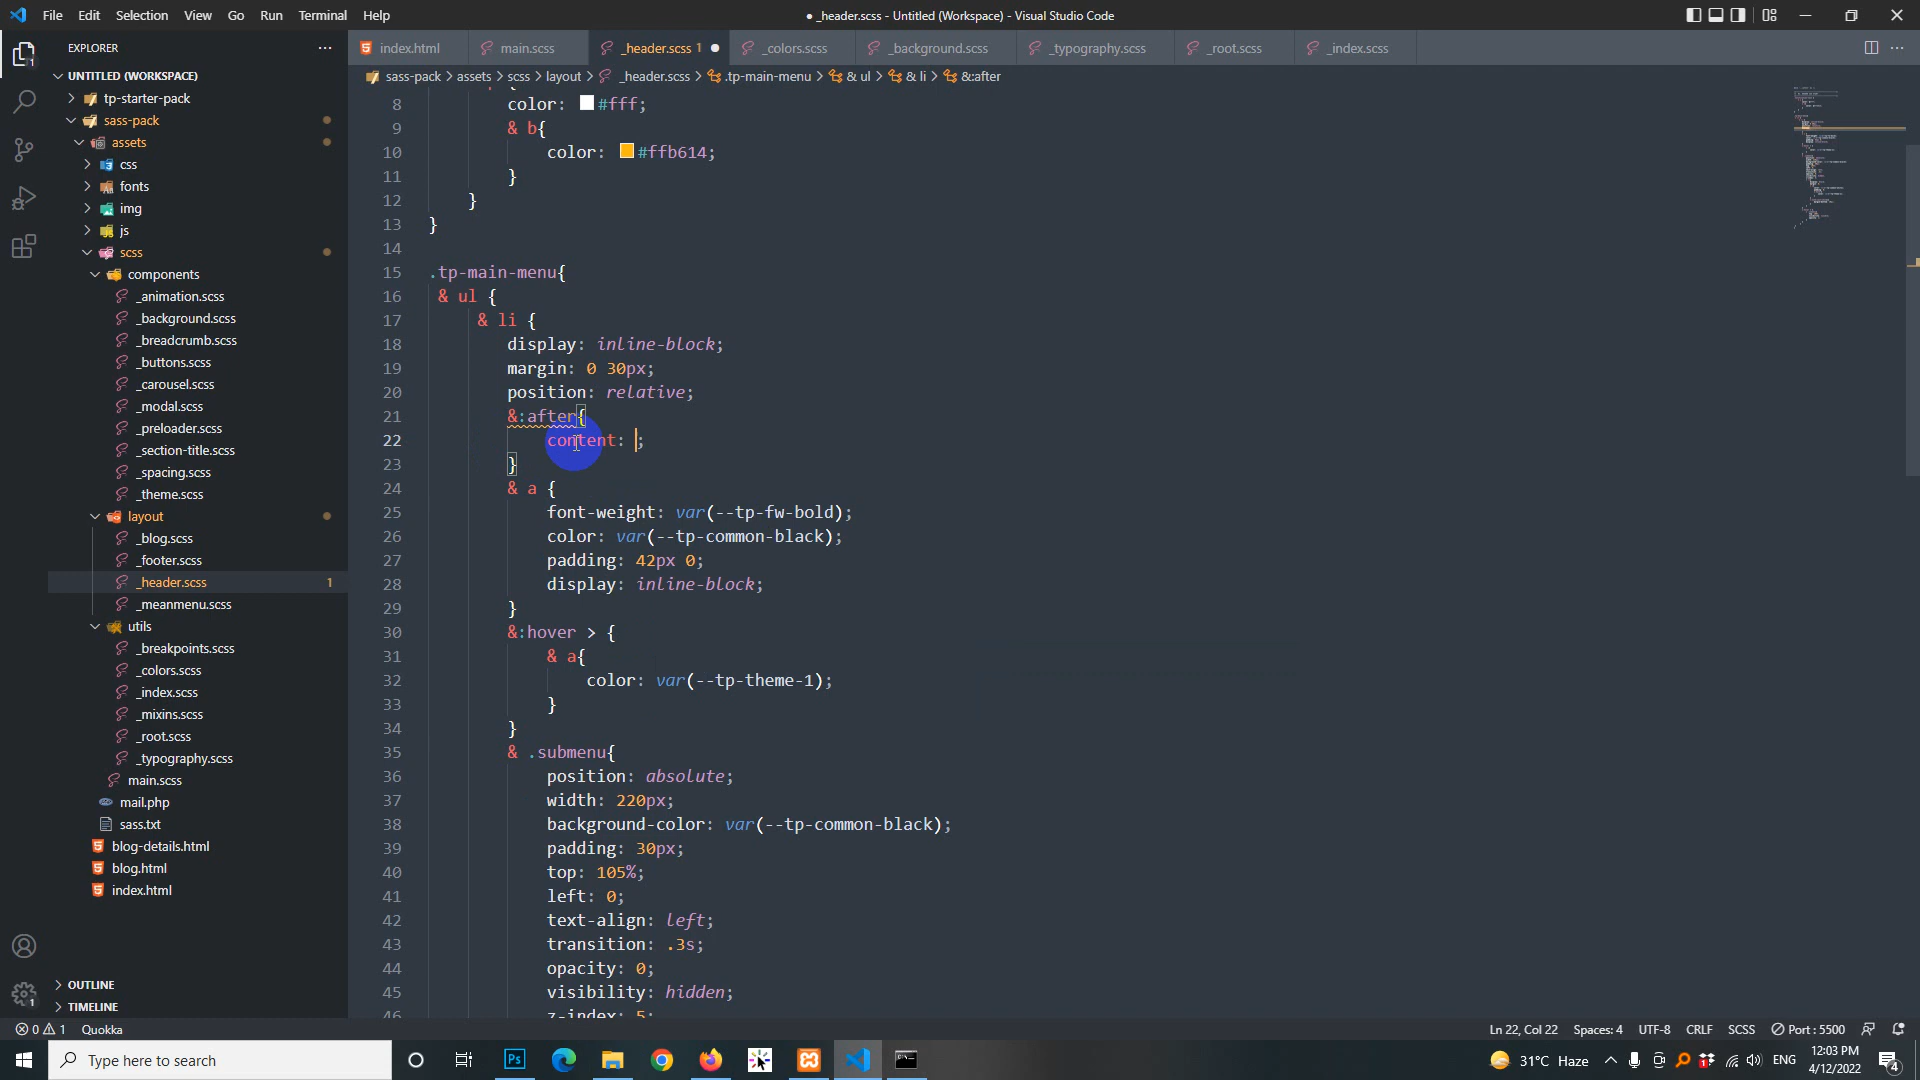 File Edit Selection View Go Run Terminal Help
● _header.scss - Untitled (Workspace) - Visual Studio Code
EXPLORER
index.html
main.scss
_header.scss 1
_colors.scss
_background.scss
_typography.scss
_root.scss
_index.scss
UNTITLED (WORKSPACE)
sass-pack > assets > scss > layout > _header.scss > .tp-main-menu > & ul > & li > &:after
tp-starter-pack
sass-pack
assets
css
fonts
img
js
scss
components
_animation.scss
_background.scss
_breadcrumb.scss
_buttons.scss
_carousel.scss
_modal.scss
_preloader.scss
_section-title.scss
_spacing.scss
_theme.scss
layout
_blog.scss
_footer.scss
_header.scss 1
_meanmenu.scss
utils
_breakpoints.scss
_colors.scss
_index.scss
_mixins.scss
_root.scss
_typography.scss
main.scss
mail.php
sass.txt
blog-details.html
blog.html
index.html
OUTLINE
TIMELINE
8 color: #fff;
9 & b{
10 color: #ffb614;
11 }
12 }
13 }
14
15 .tp-main-menu{
16 & ul {
17 & li {
18 display: inline-block;
19 margin: 0 30px;
20 position: relative;
21 &:after{
22 content: ;
23 }
24 & a {
25 font-weight: var(--tp-fw-bold);
26 color: var(--tp-common-black);
27 padding: 42px 0;
28 display: inline-block;
29 }
30 &:hover > {
31 & a{
32 color: var(--tp-theme-1);
33 }
34 }
35 & .submenu{
36 position: absolute;
37 width: 220px;
38 background-color: var(--tp-common-black);
39 padding: 30px;
40 top: 105%;
41 left: 0;
42 text-align: left;
43 transition: .3s;
44 opacity: 0;
45 visibility: hidden;
46 z-index: 5;
0 1 Quokka
Ln 22, Col 22 Spaces: 4 UTF-8 CRLF SCSS Port : 5500
Type here to search
31°C Haze
ENG
12:03 PM
4/12/2022
4